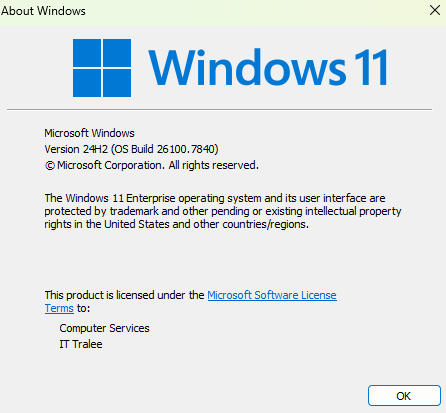 About Windows
Windows 11
Microsoft Windows
Version 24H2 (OS Build 26100.7840)
© Microsoft Corporation. All rights reserved.
The Windows 11 Enterprise operating system and its user interface are
protected by trademark and other pending or existing intellectual property
rights in the United States and other countries/regions.
This product is licensed under the Microsoft Software License
Terms to:
Computer Services
IT Tralee
OK